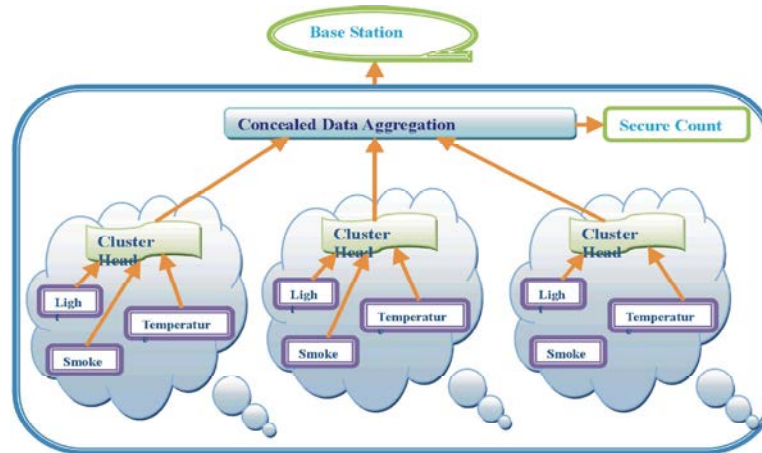 Base Station
Concealed Data Aggregation
Secure Count
Cluster
Head
Ligh
t
Temperatur
e
Smoke
Cluster
Head
Ligh
t
Temperatur
e
Smoke
Cluster
Head
Ligh
t
Temperatur
e
Smoke